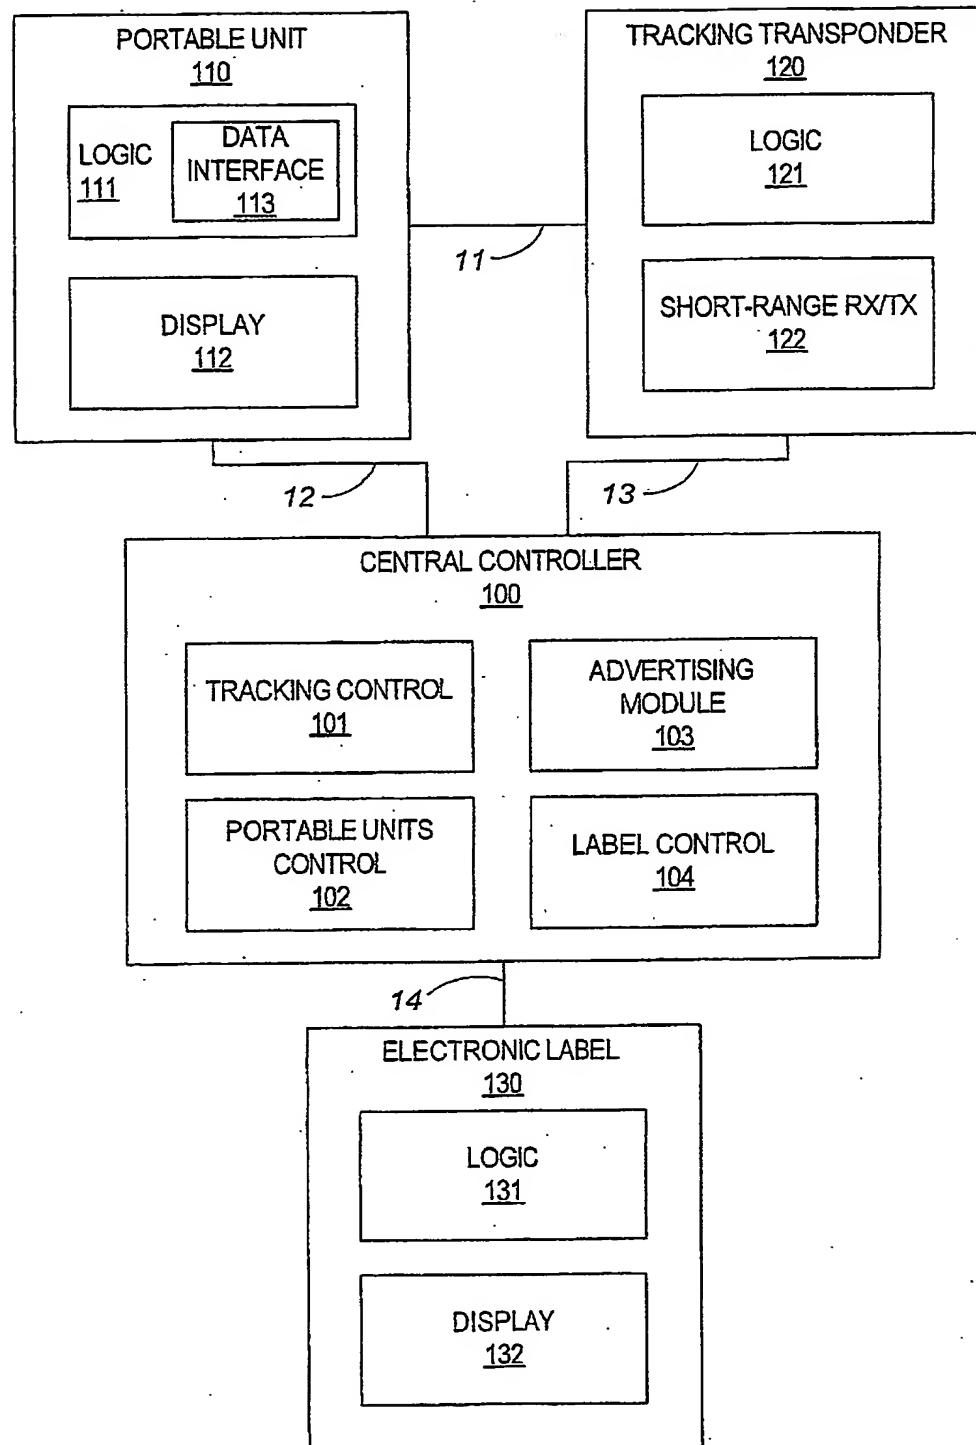 PORTABLE UNIT
110
LOGIC
111
DATA
INTERFACE
113
DISPLAY
112
TRACKING TRANSPONDER
120
LOGIC
121
SHORT-RANGE RX/TX
122
11
12
13
CENTRAL CONTROLLER
100
TRACKING CONTROL
101
ADVERTISING
MODULE
103
PORTABLE UNITS
CONTROL
102
LABEL CONTROL
104
14
ELECTRONIC LABEL
130
LOGIC
131
DISPLAY
132